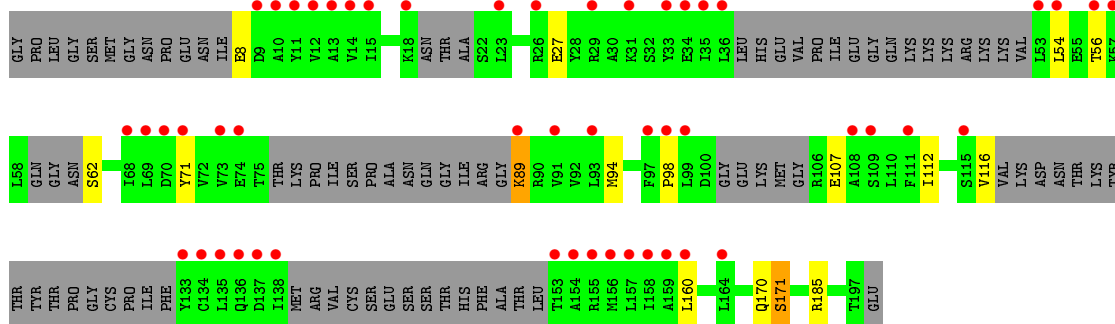 GLY PRO LEU GLY SER MET GLY ASN PRO GLU ASN ILE E8 D9 A10 Y11 V12 A13 V14 I15 K18 ASN THR ALA S22 L23 R26 E27 Y28 R29 A30 K31 S32 Y33 E34 I35 L36 LEU HIS GLU VAL PRO ILE GLU GLY GLN LYS LYS LYS ARG LYS LYS VAL L53 L54 E55 T56 K57
L58 GLN GLY ASN S62 I68 L69 D70 Y71 V72 V73 E74 T75 THR LYS PRO ILE SER PRO ALA ASN GLN GLY ILE ARG GLY K89 R90 V91 V92 L93 M94 F97 P98 L99 D100 GLY GLU LYS MET GLY R106 E107 A108 S109 L110 F111 I112 S115 V116 VAL LYS ASP ASN THR LYS TYR
THR TYR THR PRO GLY CYS PRO ILE PHE Y133 C134 L135 Q136 D137 I138 MET ARG VAL CYS SER GLU SER SER THR HIS PHE ALA THR LEU T153 A154 R155 M156 L157 I158 A159 L160 L164 Q170 S171 R185 T197 GLU